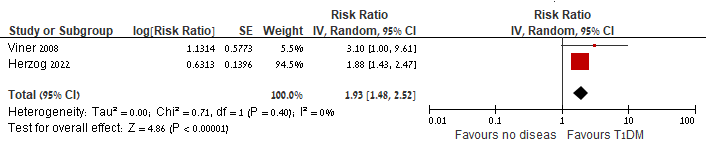 Risk Ratio Risk Ratio
Study or Subgroup log[Risk Ratio] SE Weight IV, Random, 95% CI IV, Random, 95% CI
Viner 2008 1.1314 0.5773 5.5% 3.10 [1.00, 9.61]
Herzog 2022 0.6313 0.1396 94.5% 1.88 [1.43, 2.47]
Total (95% CI) 100.0% 1.93 [1.48, 2.52]
Heterogeneity: Tau² = 0.00; Chi² = 0.71, df = 1 (P = 0.40); I² = 0%
Test for overall effect: Z = 4.86 (P < 0.00001)
0.01 0.1 1 10 100
Favours no diseas Favours T1DM